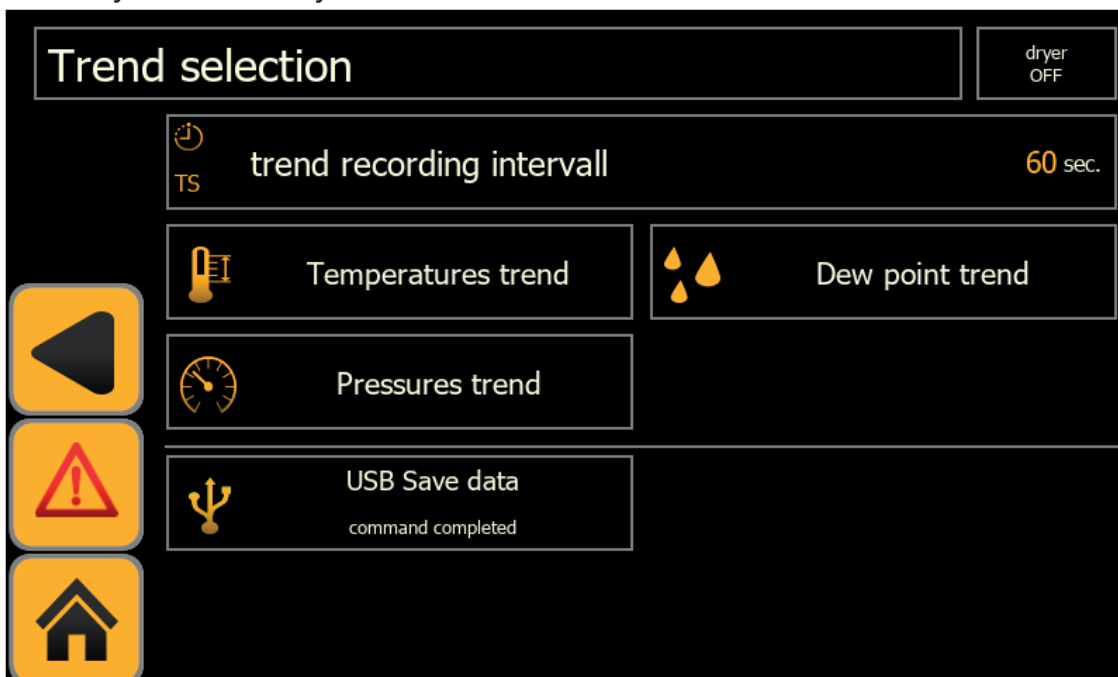 Trend selection
dryer
OFF
TS
trend recording intervall
60 sec.
Temperatures trend
Dew point trend
Pressures trend
USB Save data
command completed